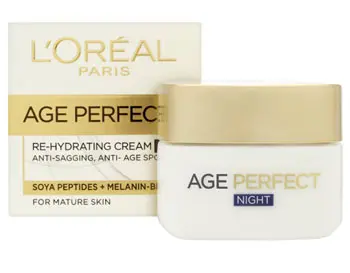 L'ORÉAL
PARIS
AGE PERFECT
RE-HYDRATING CREAM
ANTI-SAGGING, ANTI-AGE SPO
SOYA PEPTIDES + MELANIN-B
FOR MATURE SKIN
AGE PERFECT
NIGHT